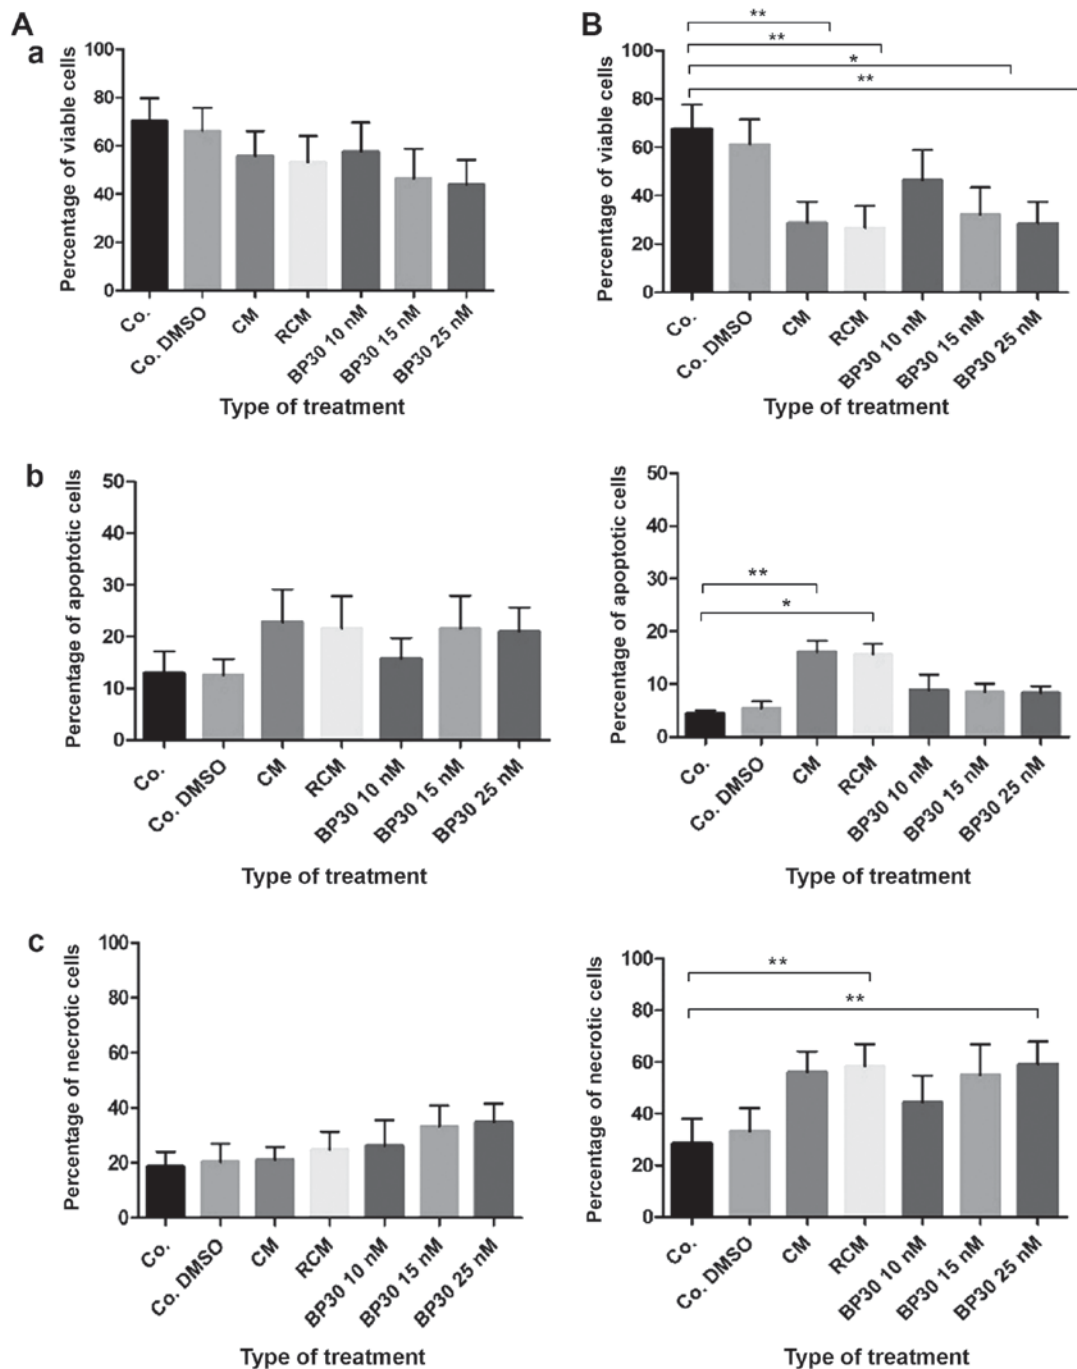 A
a
Percentage of viable cells
100
80
60
40
20
0
Co.
Co. DMSO
CM
RCM
BP30 10 nM
BP30 15 nM
BP30 25 nM
Type of treatment
B
**
**
*
**
Percentage of viable cells
100
80
60
40
20
0
Co.
Co. DMSO
CM
RCM
BP30 10 nM
BP30 15 nM
BP30 25 nM
Type of treatment
b
Percentage of apoptotic cells
50
40
30
20
10
0
Co.
Co. DMSO
CM
RCM
BP30 10 nM
BP30 15 nM
BP30 25 nM
Type of treatment
Percentage of apoptotic cells
50
40
30
20
10
0
**
*
Co.
Co. DMSO
CM
RCM
BP30 10 nM
BP30 15 nM
BP30 25 nM
Type of treatment
c
Percentage of necrotic cells
100
80
60
40
20
0
Co.
Co. DMSO
CM
RCM
BP30 10 nM
BP30 15 nM
BP30 25 nM
Type of treatment
Percentage of necrotic cells
100
80
60
40
20
0
**
**
Co.
Co. DMSO
CM
RCM
BP30 10 nM
BP30 15 nM
BP30 25 nM
Type of treatment